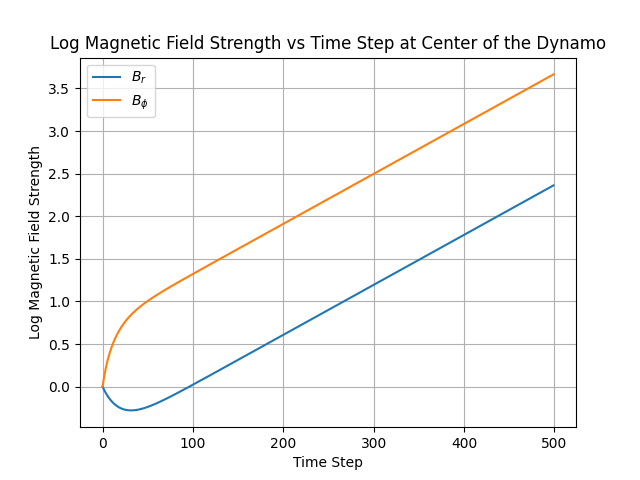 Log Magnetic Field Strength vs Time Step at Center of the Dynamo
B_r
B_ϕ
Log Magnetic Field Strength
3.5
3.0
2.5
2.0
1.5
1.0
0.5
0.0
0 100 200 300 400 500
Time Step